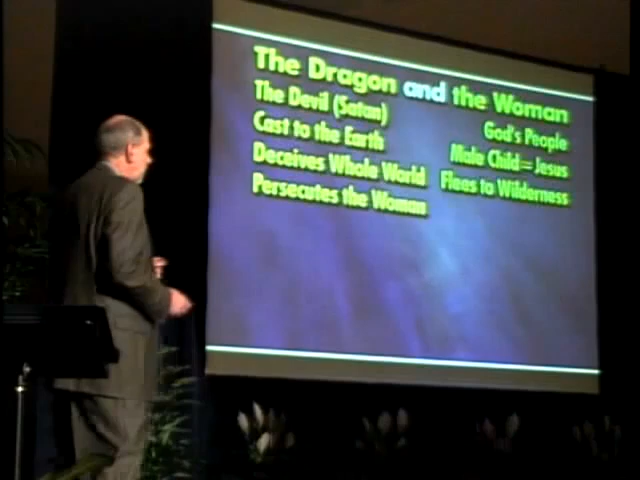 The Dragon and the Woman
The Devil (Satan)
Cast to the Earth
Deceives Whole World
Persecutes the Woman
God's People
Male Child=Jesus
Flees to Wilderness